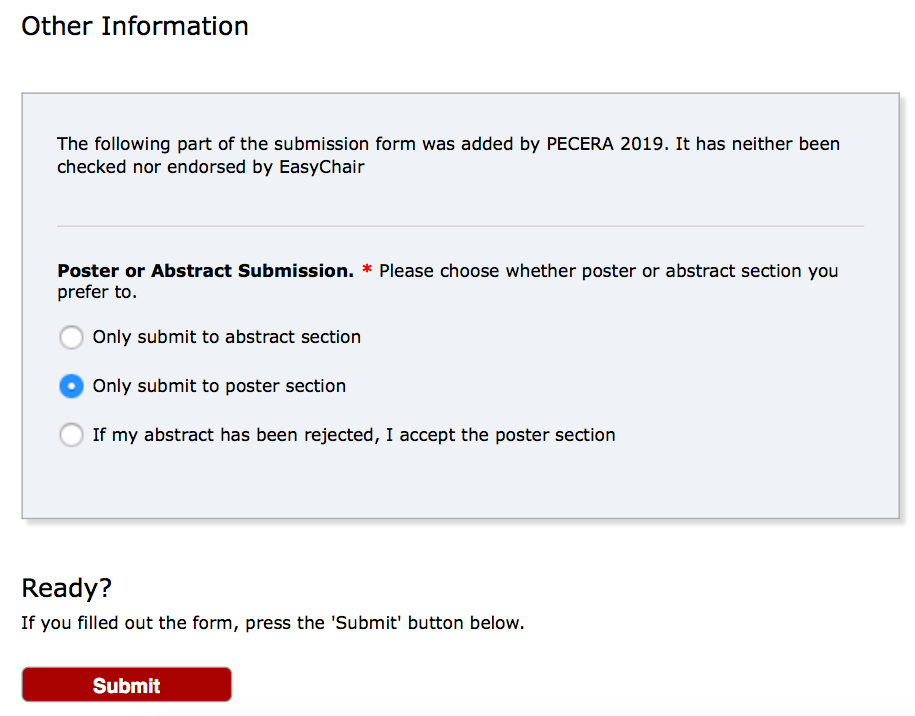 Other Information
The following part of the submission form was added by PECERA 2019. It has neither been
checked nor endorsed by EasyChair
Poster or Abstract Submission. * Please choose whether poster or abstract section you
prefer to.
Only submit to abstract section
Only submit to poster section
If my abstract has been rejected, I accept the poster section
Ready?
If you filled out the form, press the 'Submit' button below.
Submit